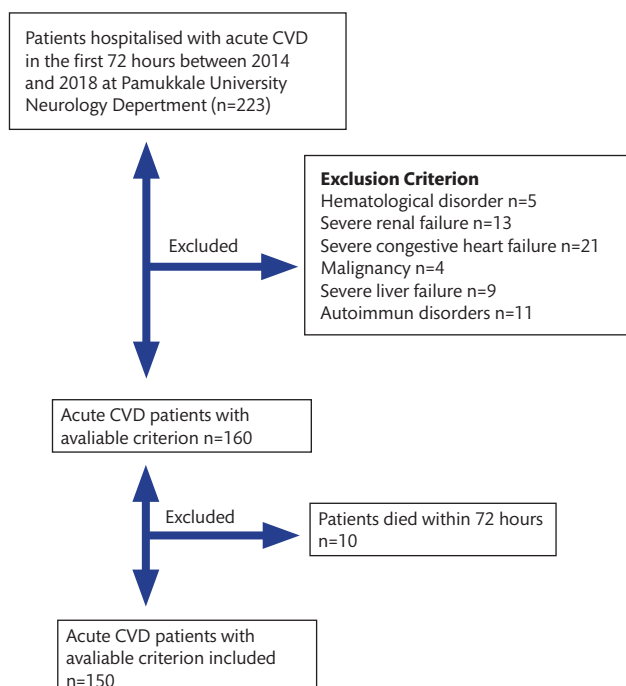 Patients hospitalised with acute CVD
in the first 72 hours between 2014
and 2018 at Pamukkale University
Neurology Depertment (n=223)
Excluded
Exclusion Criterion
Hematological disorder n=5
Severe renal failure n=13
Severe congestive heart failure n=21
Malignancy n=4
Severe liver failure n=9
Autoimmun disorders n=11
Acute CVD patients with
avaliable criterion n=160
Excluded
Patients died within 72 hours
n=10
Acute CVD patients with
avaliable criterion included
n=150